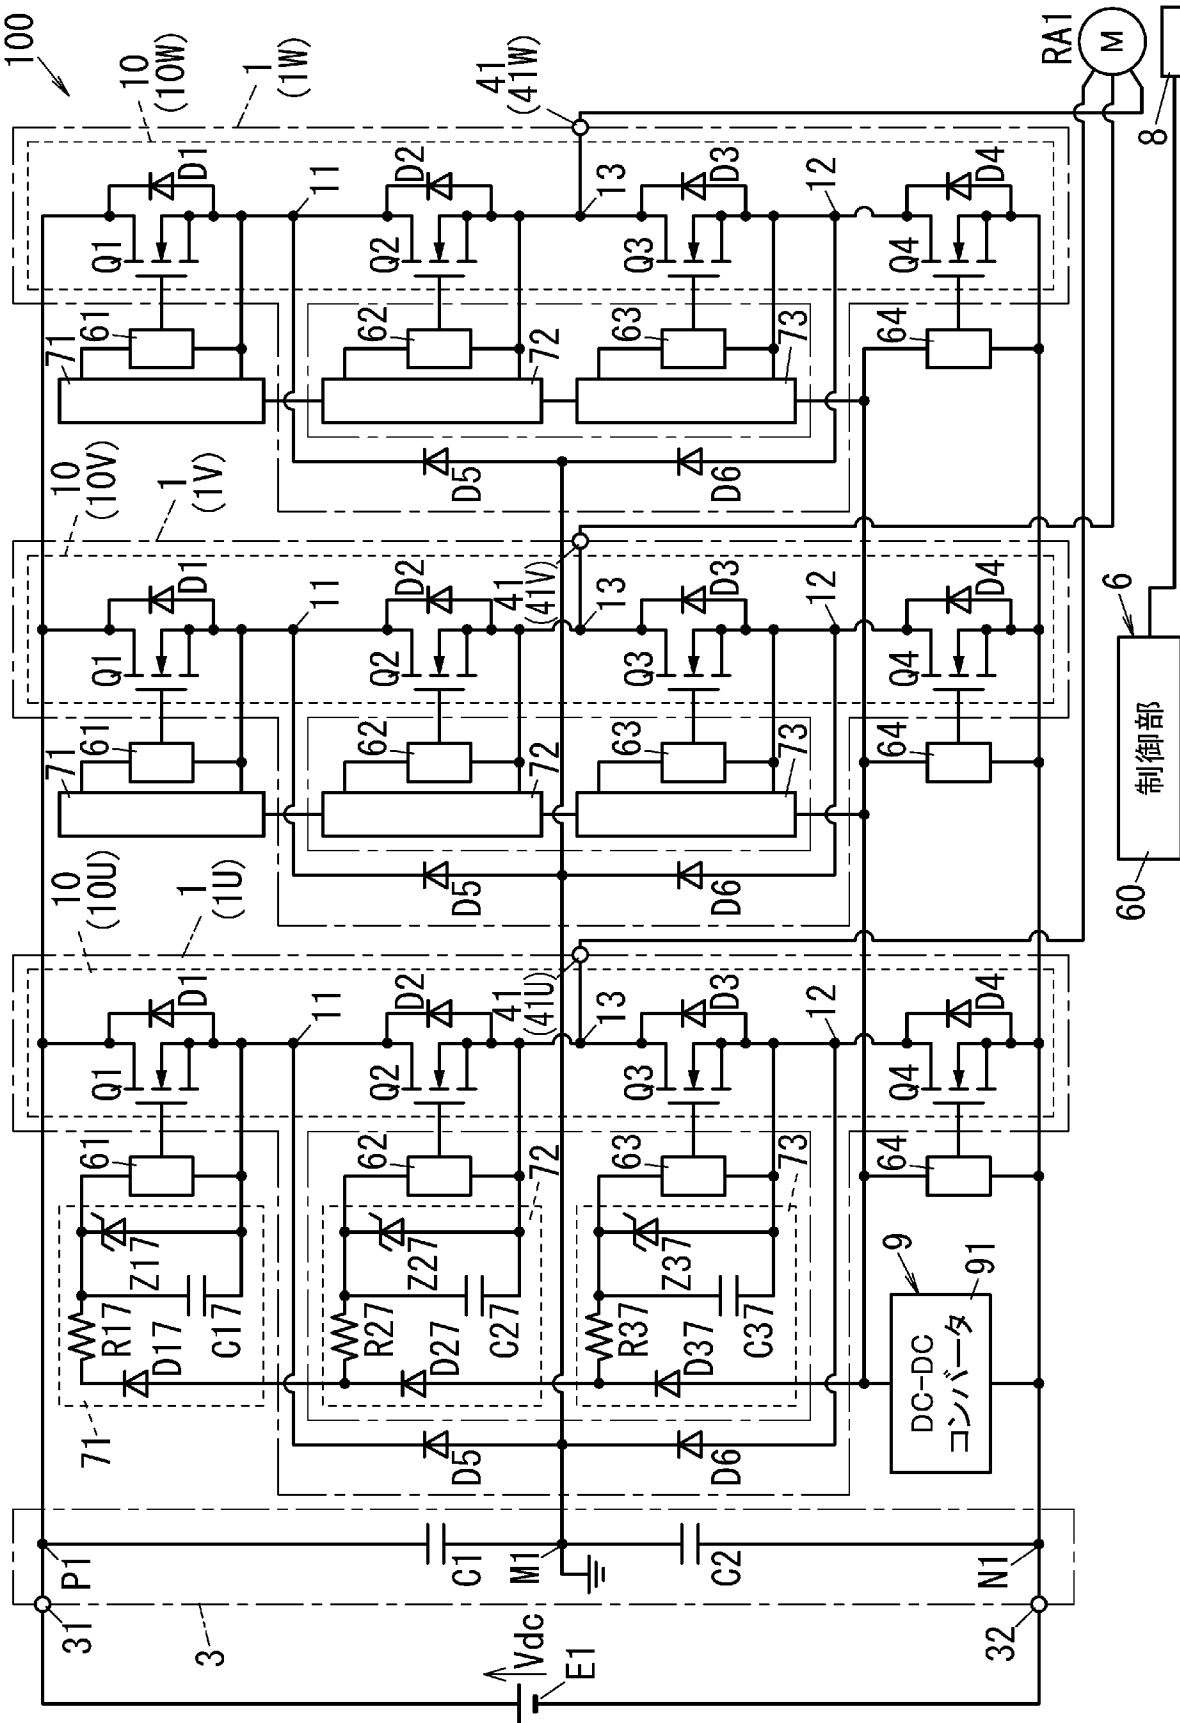 100
31
3
P1
Vdc
E1
C1
M1
C2
N1
32
71
R17
D17
Z17
C17
61
R27
D27
Z27
C27
62
72
R37
D37
Z37
C37
63
73
D5
D6
9
DC-DC
コンバータ
91
64
10
(10U)
1
(1U)
Q1
D1
11
Q2
D2
41
(41U)
13
Q3
D3
12
Q4
D4
71
61
62
72
63
73
D5
D6
64
10
(10V)
1
(1V)
Q1
D1
11
Q2
D2
41
(41V)
13
Q3
D3
12
Q4
D4
71
61
62
72
63
73
D5
D6
64
10
(10W)
1
(1W)
Q1
D1
11
Q2
D2
41
(41W)
13
Q3
D3
12
Q4
D4
RA1
M
60
制御部
6
8